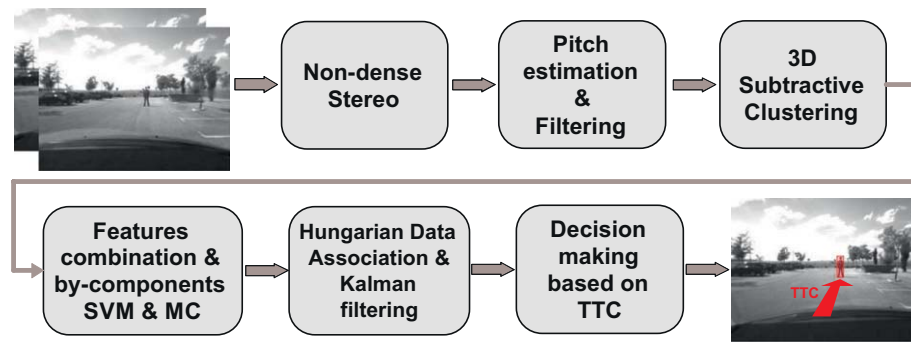 Non-dense
Stereo
Pitch
estimation
&
Filtering
3D
Subtractive
Clustering
Features
combination &
by-components
SVM & MC
Hungarian Data
Association &
Kalman
filtering
Decision
making
based on
TTC
TTC